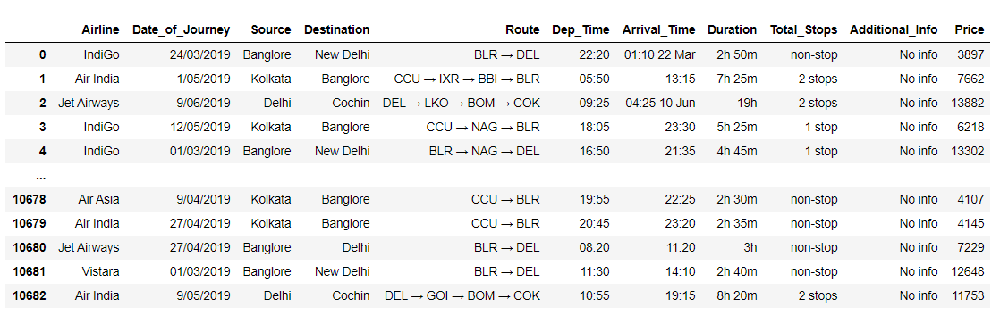 Airline Date_of_Journey Source Destination Route Dep_Time Arrival_Time Duration Total_Stops Additional_Info Price
0 IndiGo 24/03/2019 Banglore New Delhi BLR → DEL 22:20 01:10 22 Mar 2h 50m non-stop No info 3897
1 Air India 1/05/2019 Kolkata Banglore CCU → IXR → BBI → BLR 05:50 13:15 7h 25m 2 stops No info 7662
2 Jet Airways 9/06/2019 Delhi Cochin DEL → LKO → BOM → COK 09:25 04:25 10 Jun 19h 2 stops No info 13882
3 IndiGo 12/05/2019 Kolkata Banglore CCU → NAG → BLR 18:05 23:30 5h 25m 1 stop No info 6218
4 IndiGo 01/03/2019 Banglore New Delhi BLR → NAG → DEL 16:50 21:35 4h 45m 1 stop No info 13302
... ... ... ... ... ... ... ... ... ... ... ...
10678 Air Asia 9/04/2019 Kolkata Banglore CCU → BLR 19:55 22:25 2h 30m non-stop No info 4107
10679 Air India 27/04/2019 Kolkata Banglore CCU → BLR 20:45 23:20 2h 35m non-stop No info 4145
10680 Jet Airways 27/04/2019 Banglore Delhi BLR → DEL 08:20 11:20 3h non-stop No info 7229
10681 Vistara 01/03/2019 Banglore New Delhi BLR → DEL 11:30 14:10 2h 40m non-stop No info 12648
10682 Air India 9/05/2019 Delhi Cochin DEL → GOI → BOM → COK 10:55 19:15 8h 20m 2 stops No info 11753